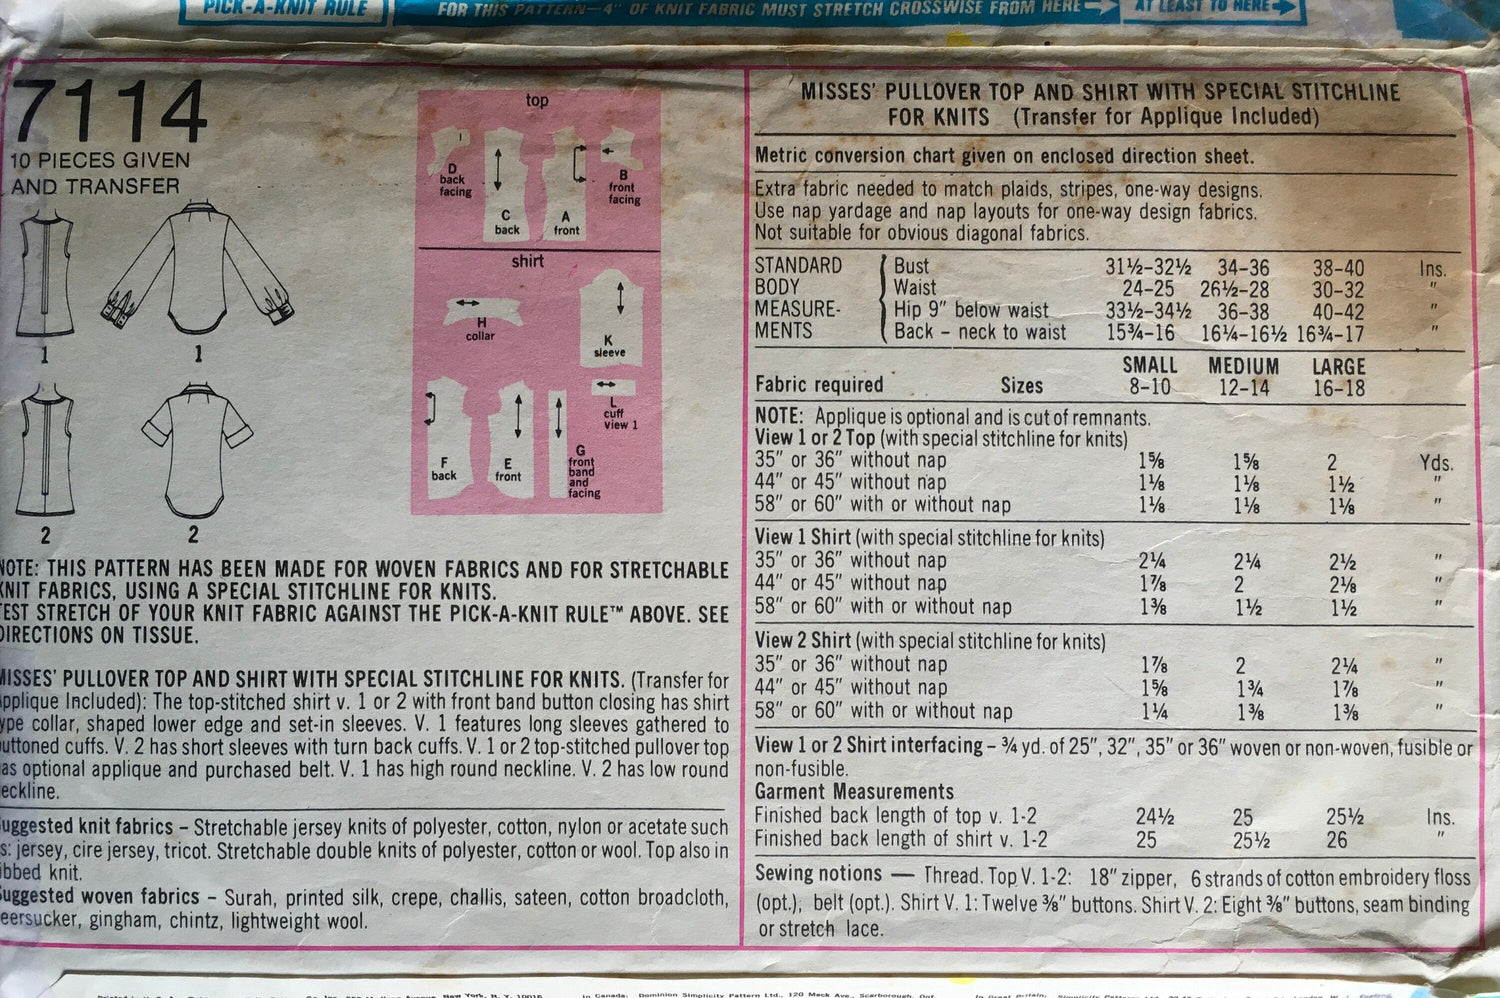 PICK-A-KNIT RULE
FOR THIS PATTERN—4" OF KNIT FABRIC MUST STRETCH CROSSWISE FROM HERE
AT LEAST TO HERE
7114
10 PIECES GIVEN
AND TRANSFER
1
1
2
2
top
D
back
facing
C
back
A
front
B
front
facing
shirt
H
collar
K
sleeve
L
cuff
view 1
F
back
E
front
G
front
band
and
facing
NOTE: THIS PATTERN HAS BEEN MADE FOR WOVEN FABRICS AND FOR STRETCHABLE
KNIT FABRICS, USING A SPECIAL STITCHLINE FOR KNITS.
TEST STRETCH OF YOUR KNIT FABRIC AGAINST THE PICK-A-KNIT RULE™ ABOVE. SEE
DIRECTIONS ON TISSUE.
MISSES' PULLOVER TOP AND SHIRT WITH SPECIAL STITCHLINE FOR KNITS. (Transfer for
pplique Included): The top-stitched shirt v. 1 or 2 with front band button closing has shirt
ype collar, shaped lower edge and set-in sleeves. V. 1 features long sleeves gathered to
uttoned cuffs. V. 2 has short sleeves with turn back cuffs. V. 1 or 2 top-stitched pullover top
as optional applique and purchased belt. V. 1 has high round neckline. V. 2 has low round
eckline.
uggested knit fabrics – Stretchable jersey knits of polyester, cotton, nylon or acetate such
s: jersey, cire jersey, tricot. Stretchable double knits of polyester, cotton or wool. Top also in
ibbed knit.
Suggested woven fabrics – Surah, printed silk, crepe, challis, sateen, cotton broadcloth,
eersucker, gingham, chintz, lightweight wool.
MISSES' PULLOVER TOP AND SHIRT WITH SPECIAL STITCHLINE
FOR KNITS (Transfer for Applique Included)
Metric conversion chart given on enclosed direction sheet.
Extra fabric needed to match plaids, stripes, one-way designs.
Use nap yardage and nap layouts for one-way design fabrics.
Not suitable for obvious diagonal fabrics.
STANDARD Bust 31½–32½ 34–36 38–40 Ins.
BODY Waist 24–25 26½–28 30–32 "
MEASURE- Hip 9" below waist 33½–34½ 36–38 40–42 "
MENTS Back – neck to waist 15¾–16 16¼–16½ 16¾–17 "
SMALL MEDIUM LARGE
Fabric required Sizes 8–10 12–14 16–18
NOTE: Applique is optional and is cut of remnants.
View 1 or 2 Top (with special stitchline for knits)
35" or 36" without nap 1⅝ 1⅝ 2 Yds.
44" or 45" without nap 1⅛ 1⅛ 1½ "
58" or 60" with or without nap 1⅛ 1⅛ 1⅛ "
View 1 Shirt (with special stitchline for knits)
35" or 36" without nap 2¼ 2¼ 2½ "
44" or 45" without nap 1⅞ 2 2⅛ "
58" or 60" with or without nap 1⅜ 1½ 1½ "
View 2 Shirt (with special stitchline for knits)
35" or 36" without nap 1⅞ 2 2¼ "
44" or 45" without nap 1⅝ 1¾ 1⅞ "
58" or 60" with or without nap 1¼ 1⅜ 1⅜ "
View 1 or 2 Shirt interfacing – ¾ yd. of 25", 32", 35" or 36" woven or non-woven, fusible or
non-fusible.
Garment Measurements
Finished back length of top v. 1-2 24½ 25 25½ Ins.
Finished back length of shirt v. 1-2 25 25½ 26 "
Sewing notions — Thread. Top V. 1-2: 18" zipper, 6 strands of cotton embroidery floss
(opt.), belt (opt.). Shirt V. 1: Twelve ⅜" buttons. Shirt V. 2: Eight ⅜" buttons, seam binding
or stretch lace.
New York, N. Y. 10016 In Canada: Dominion Simplicity Pattern Ltd., 120 Mack Ave., Scarborough, Ont.